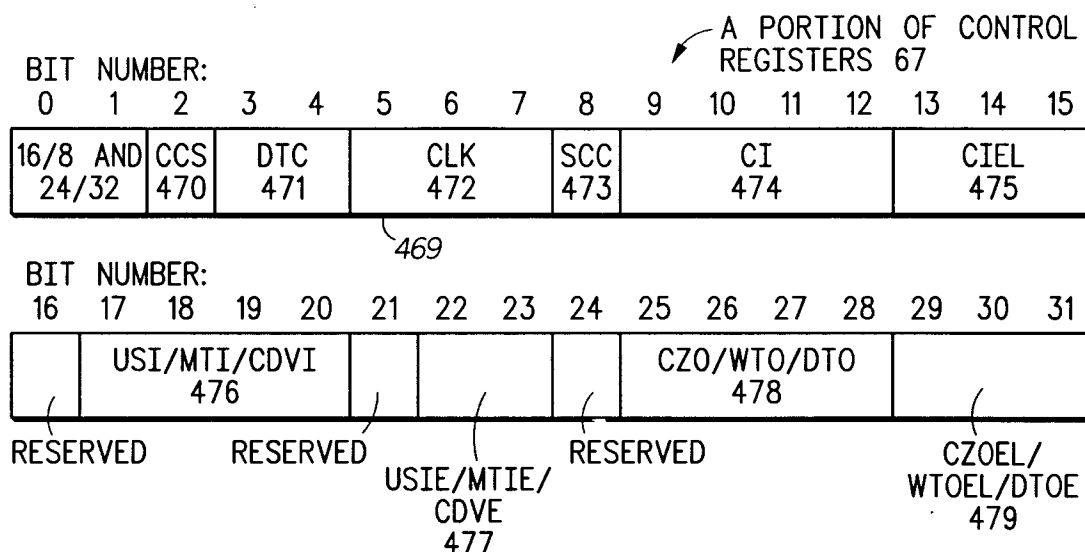 A PORTION OF CONTROL
REGISTERS 67
BIT NUMBER:
0 1 2 3 4 5 6 7 8 9 10 11 12 13 14 15
16/8 AND CCS DTC CLK SCC CI CIEL
24/32 470 471 472 473 474 475
469
BIT NUMBER:
16 17 18 19 20 21 22 23 24 25 26 27 28 29 30 31
USI/MTI/CDVI CZO/WTO/DTO
476 478
RESERVED RESERVED RESERVED
USIE/MTIE/
CDVE
477
CZOEL/
WTOEL/DTOE
479